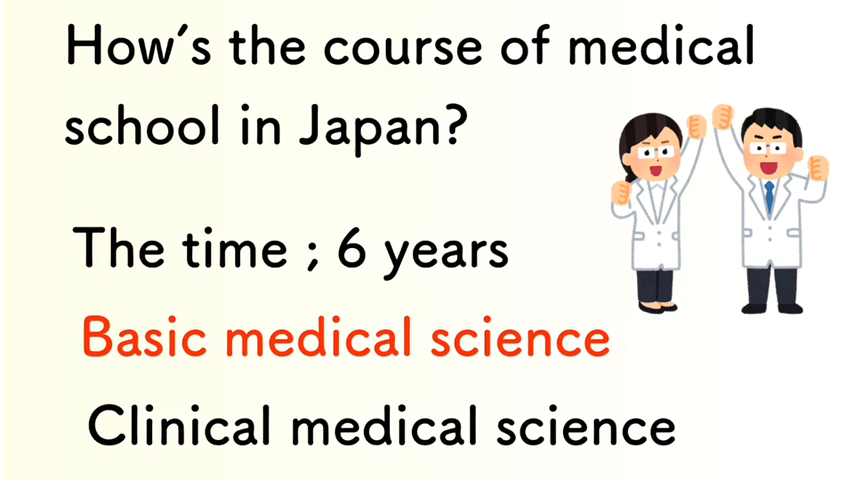 How's the course of medical
school in Japan?
The time ; 6 years
Basic medical science
Clinical medical science